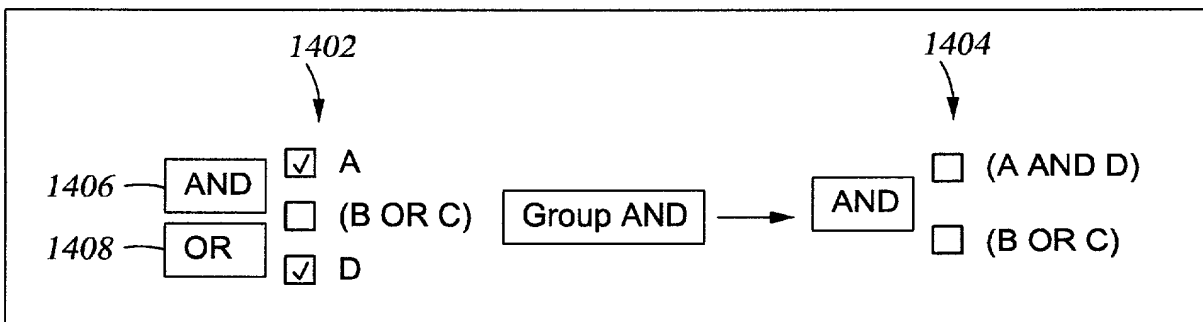 1402
1404
1406 AND A
(B OR C)
1408 OR D
Group AND
AND (A AND D)
(B OR C)